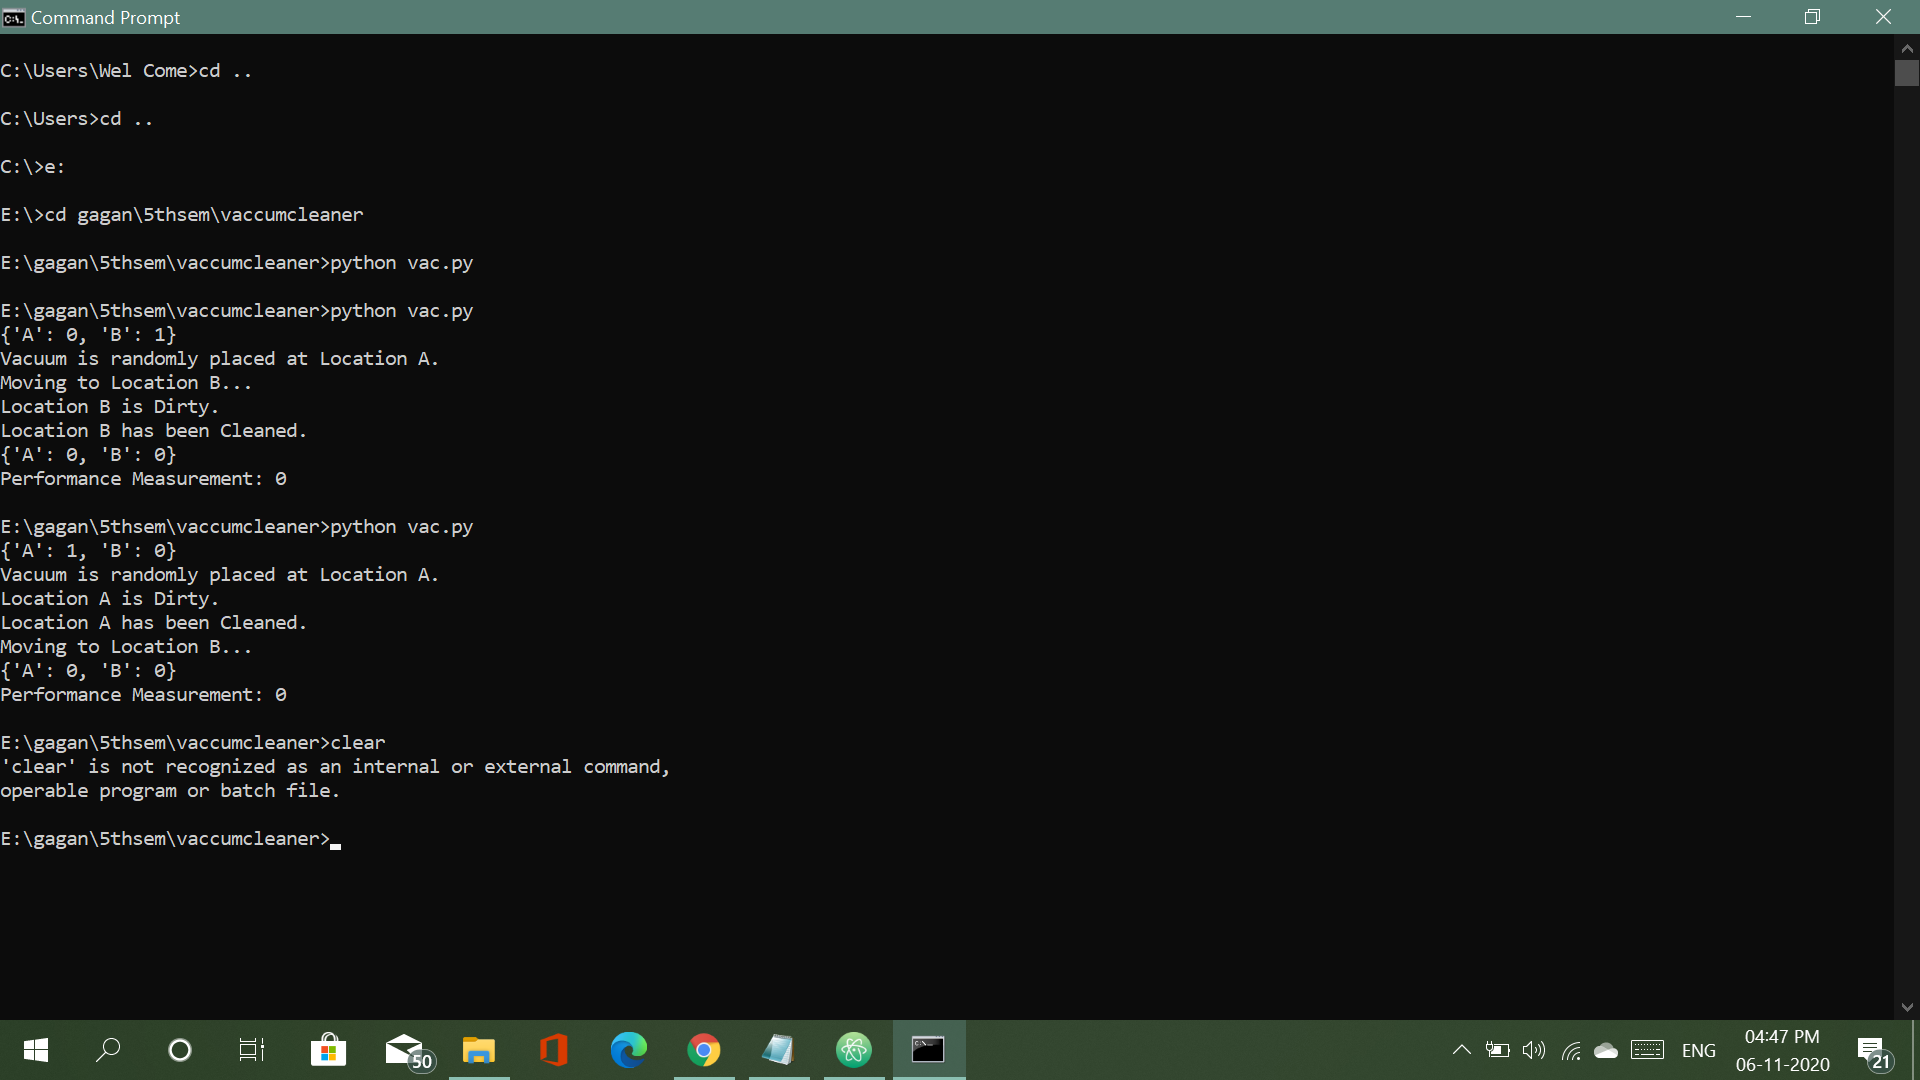 Command Prompt
C:\Users\Wel Come>cd ..
C:\Users>cd ..
C:\>e:
E:\>cd gagan\5thsem\vaccumcleaner
E:\gagan\5thsem\vaccumcleaner>python vac.py
E:\gagan\5thsem\vaccumcleaner>python vac.py
{'A': 0, 'B': 1}
Vacuum is randomly placed at Location A.
Moving to Location B...
Location B is Dirty.
Location B has been Cleaned.
{'A': 0, 'B': 0}
Performance Measurement: 0
E:\gagan\5thsem\vaccumcleaner>python vac.py
{'A': 1, 'B': 0}
Vacuum is randomly placed at Location A.
Location A is Dirty.
Location A has been Cleaned.
Moving to Location B...
{'A': 0, 'B': 0}
Performance Measurement: 0
E:\gagan\5thsem\vaccumcleaner>clear
'clear' is not recognized as an internal or external command,
operable program or batch file.
E:\gagan\5thsem\vaccumcleaner>
50
ENG
04:47 PM
06-11-2020
21